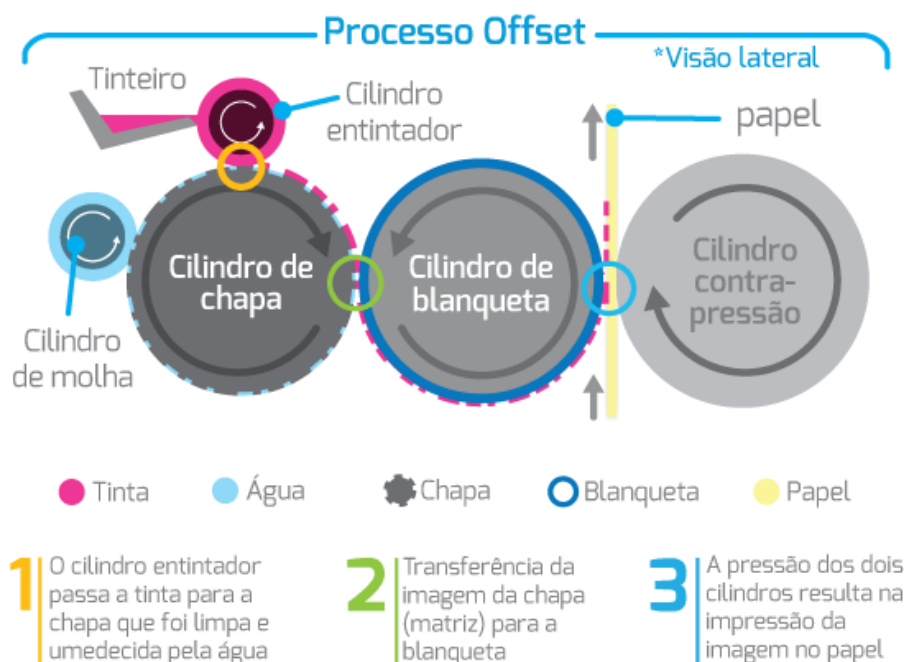 Processo Offset
*Visão lateral
Tinteiro
Cilindro
entintador
papel
Cilindro de
chapa
Cilindro de
blanqueta
Cilindro
contra-
pressão
Cilindro
de molha
Tinta
Água
Chapa
Blanqueta
Papel
1
O cilindro entintador
passa a tinta para a
chapa que foi limpa e
umedecida pela água
2
Transferência da
imagem da chapa
(matriz) para a
blanqueta
3
A pressão dos dois
cilindros resulta na
impressão da
imagem no papel